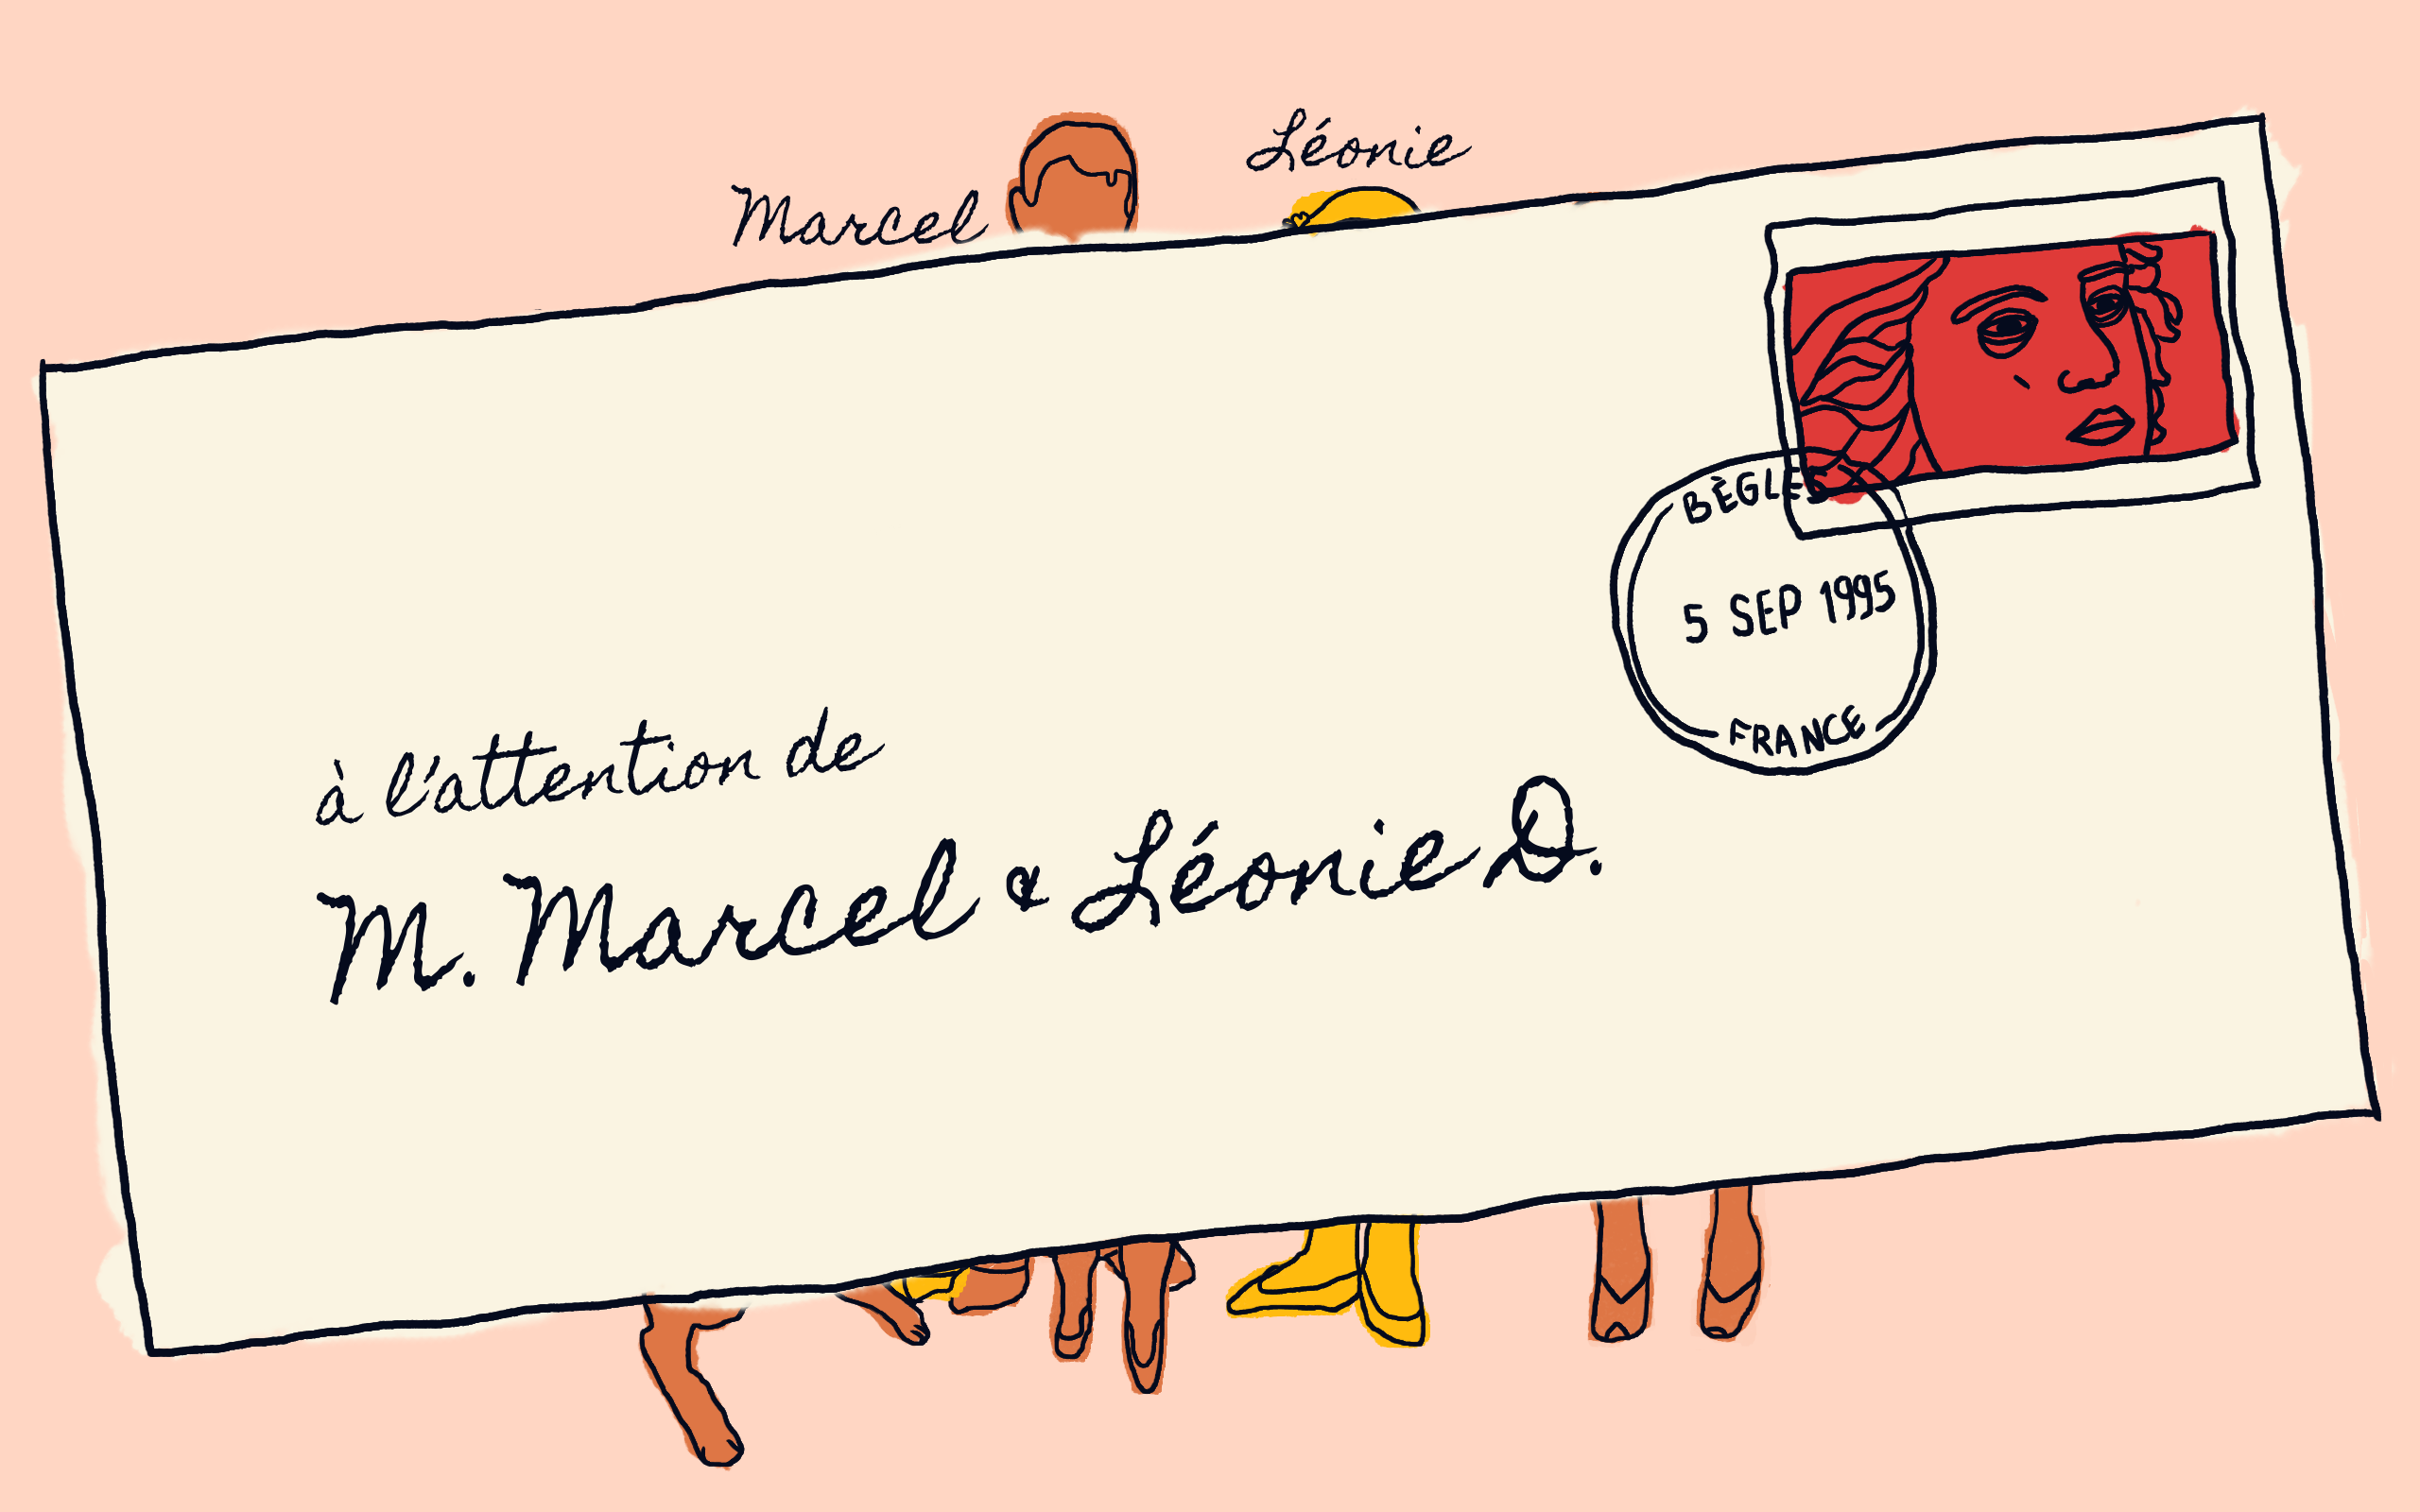 Marcel
Léonie
BÈGLES
5 SEP 1995
FRANCE
à l'attention de
M. Marcel & Léonie D.